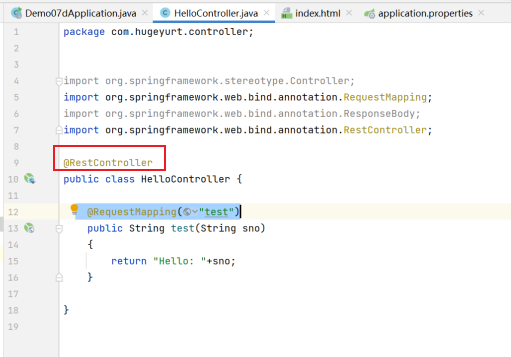 Demo07dApplication.java HelloController.java index.html application.properties
1 package com.hugeyurt.controller;
2
3
4 import org.springframework.stereotype.Controller;
5 import org.springframework.web.bind.annotation.RequestMapping;
6 import org.springframework.web.bind.annotation.ResponseBody;
7 import org.springframework.web.bind.annotation.RestController;
8
9 @RestController
10 public class HelloController {
11
12 @RequestMapping("test")
13 public String test(String sno)
14 {
15 return "Hello: "+sno;
16 }
17
18 }
19